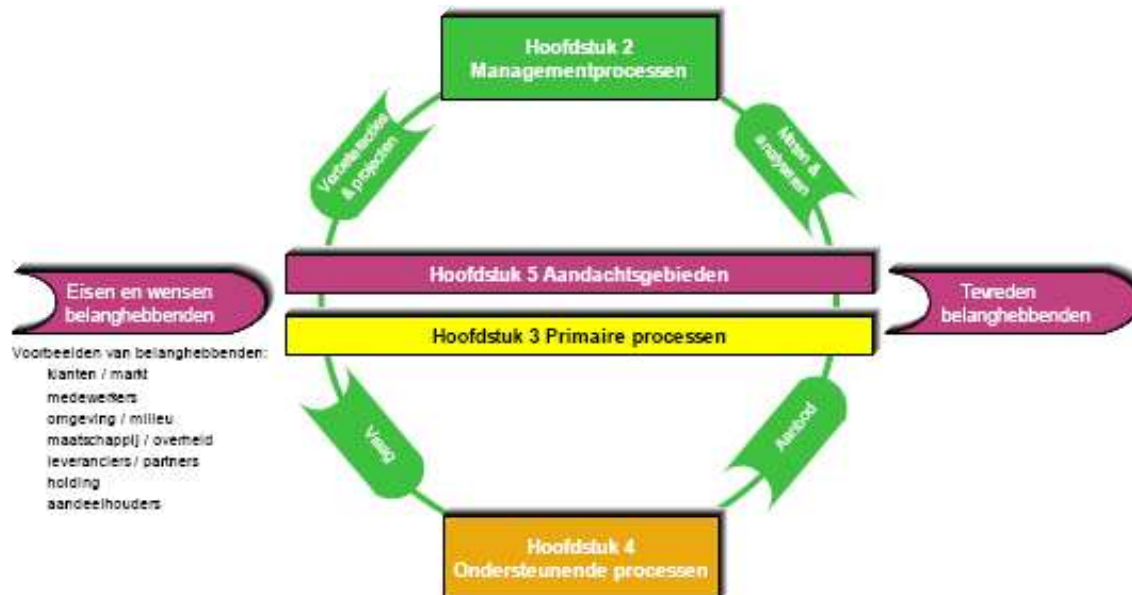 Hoofdstuk 2
Managementprocessen
Verbeteracties
& projecten
Meten &
analyseren
Hoofdstuk 5 Aandachtsgebieden
Eisen en wensen
belanghebbenden
Tevreden
belanghebbenden
Hoofdstuk 3 Primaire processen
Voorbeelden van belanghebbenden:
klanten / markt
medewerkers
omgeving / milieu
maatschappij / overheid
leveranciers / partners
holding
aandeelhouders
Vraag
Aanbod
Hoofdstuk 4
Ondersteunende processen